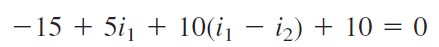 −15 + 5i₁ + 10(i₁ − i₂) + 10 = 0